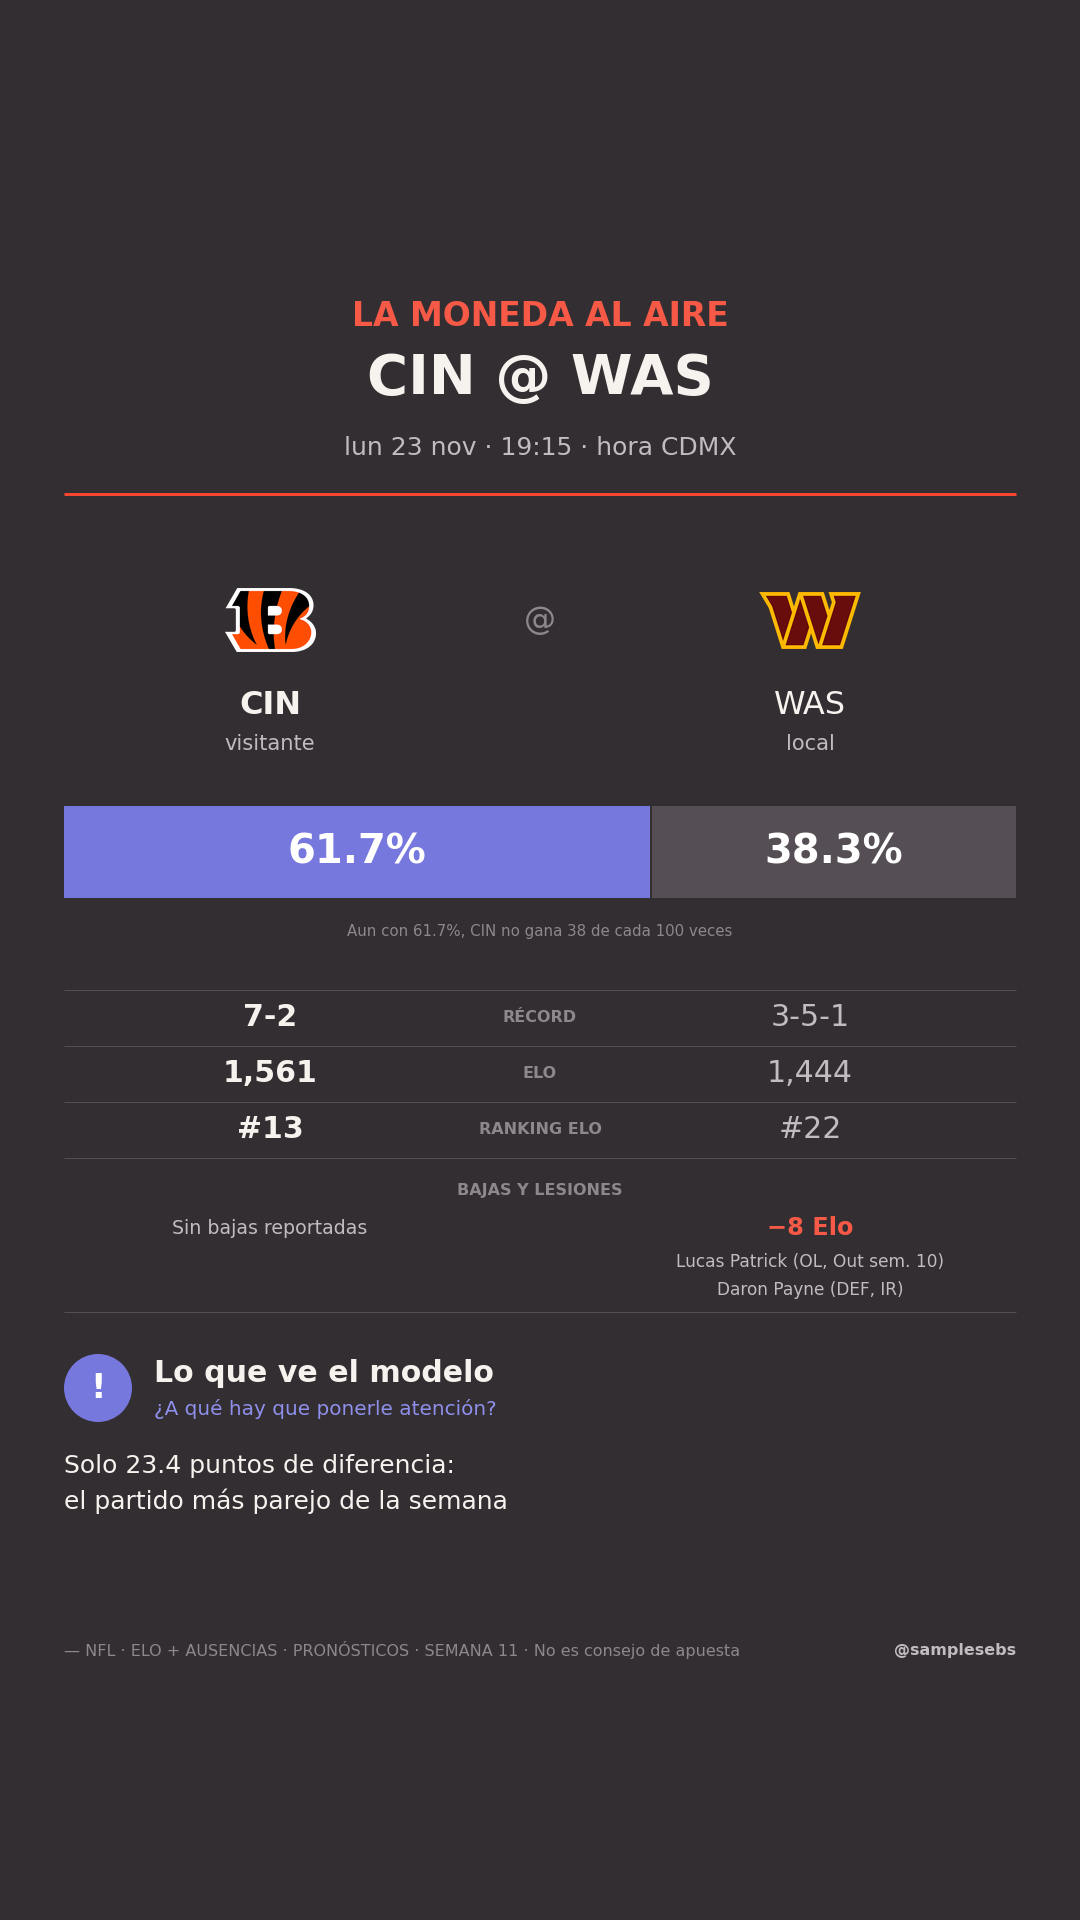 LA MONEDA AL AIRE
CIN @ WAS
lun 23 nov · 19:15 · hora CDMX
@
CIN
visitante
WAS
local
61.7%
38.3%
Aun con 61.7%, CIN no gana 38 de cada 100 veces
7-2 RÉCORD 3-5-1
1,561 ELO 1,444
#13 RANKING ELO #22
BAJAS Y LESIONES
Sin bajas reportadas
−8 Elo
Lucas Patrick (OL, Out sem. 10)
Daron Payne (DEF, IR)
!
Lo que ve el modelo
¿A qué hay que ponerle atención?
Solo 23.4 puntos de diferencia:
el partido más parejo de la semana
— NFL · ELO + AUSENCIAS · PRONÓSTICOS · SEMANA 11 · No es consejo de apuesta
@samplesebs